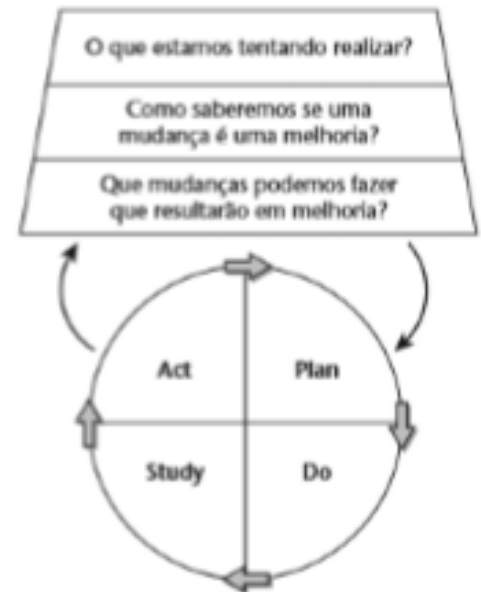 O que estamos tentando realizar?
Como saberemos se uma
mudança é uma melhoria?
Que mudanças podemos fazer
que resultarão em melhoria?
Act
Plan
Study
Do